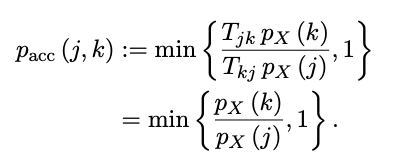 p_acc (j, k) := min { T_jk p_X (k) / T_kj p_X (j) , 1 }
= min { p_X (k) / p_X (j) , 1 } .